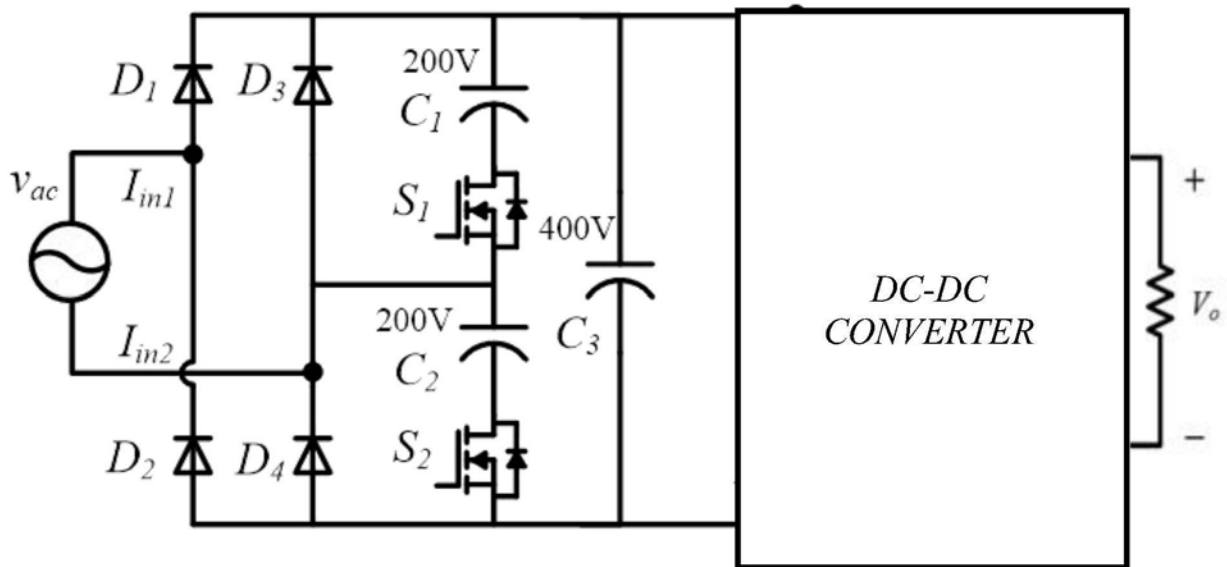 200V
D1
D3
C1
vac
Iin1
S1
400V
200V
DC-DC
CONVERTER
Vo
+
Iin2
C2
C3
D2
D4
S2
−